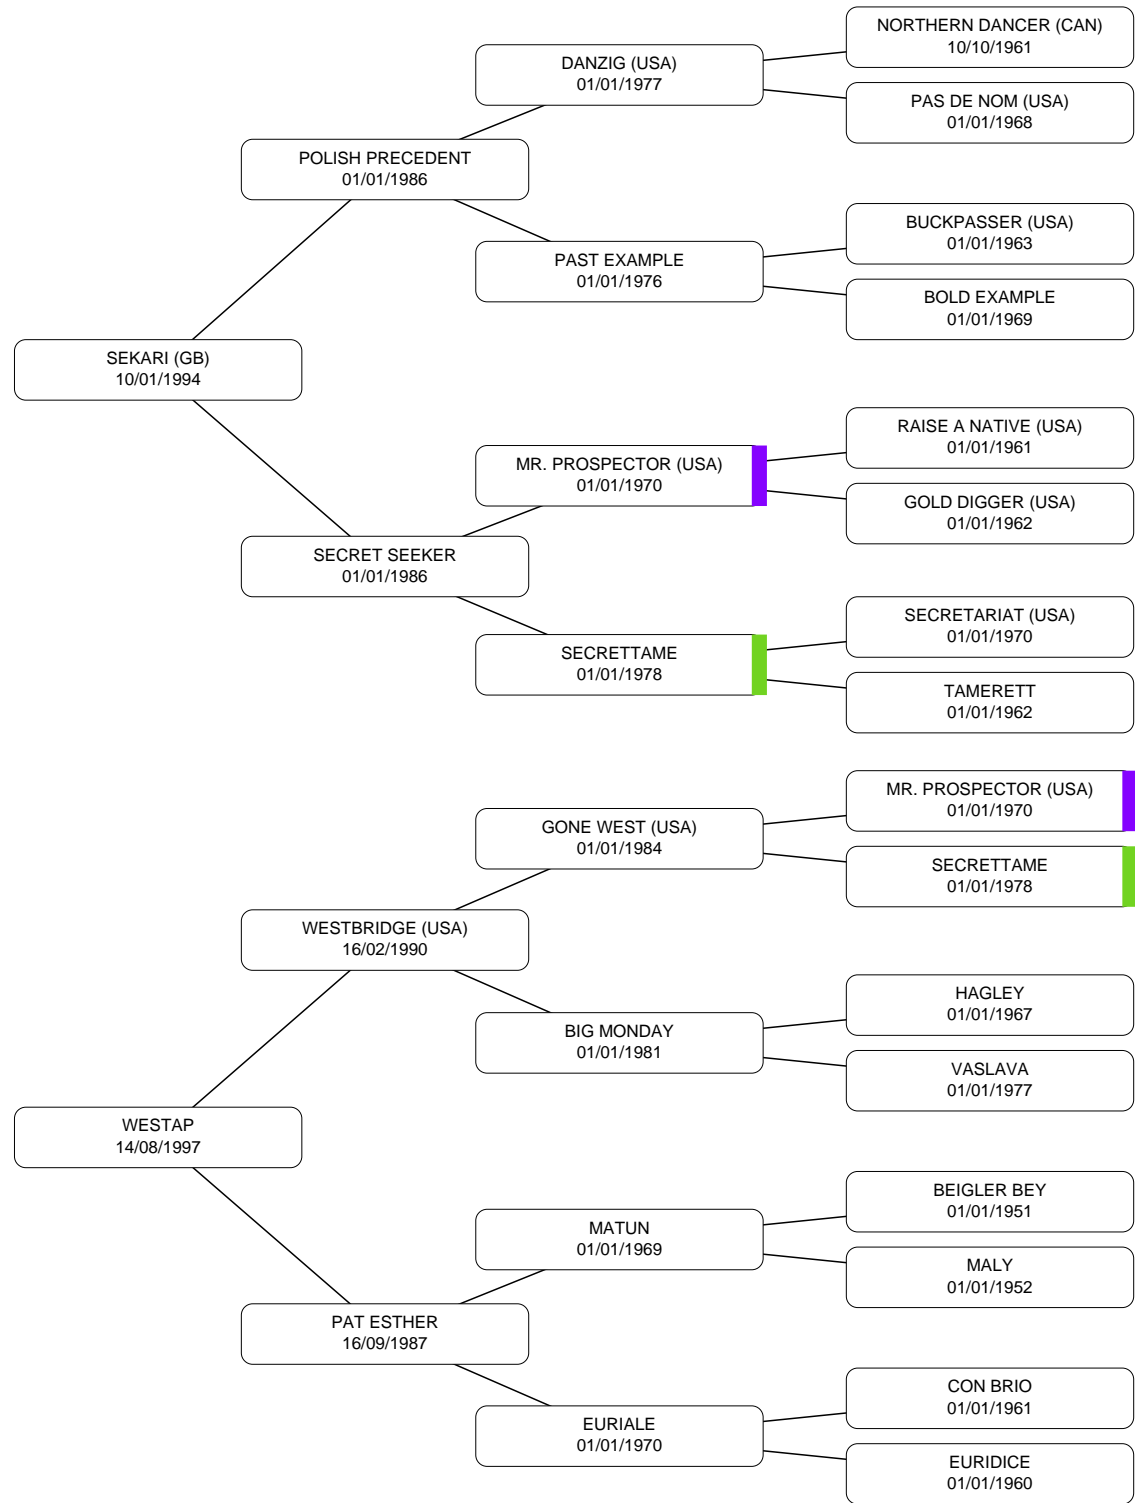 NORTHERN DANCER (CAN)
10/10/1961
DANZIG (USA)
01/01/1977
PAS DE NOM (USA)
01/01/1968
POLISH PRECEDENT
01/01/1986
BUCKPASSER (USA)
01/01/1963
PAST EXAMPLE
01/01/1976
BOLD EXAMPLE
01/01/1969
SEKARI (GB)
10/01/1994
RAISE A NATIVE (USA)
01/01/1961
MR. PROSPECTOR (USA)
01/01/1970
GOLD DIGGER (USA)
01/01/1962
SECRET SEEKER
01/01/1986
SECRETARIAT (USA)
01/01/1970
SECRETTAME
01/01/1978
TAMERETT
01/01/1962
MR. PROSPECTOR (USA)
01/01/1970
GONE WEST (USA)
01/01/1984
SECRETTAME
01/01/1978
WESTBRIDGE (USA)
16/02/1990
HAGLEY
01/01/1967
BIG MONDAY
01/01/1981
VASLAVA
01/01/1977
WESTAP
14/08/1997
BEIGLER BEY
01/01/1951
MATUN
01/01/1969
MALY
01/01/1952
PAT ESTHER
16/09/1987
CON BRIO
01/01/1961
EURIALE
01/01/1970
EURIDICE
01/01/1960